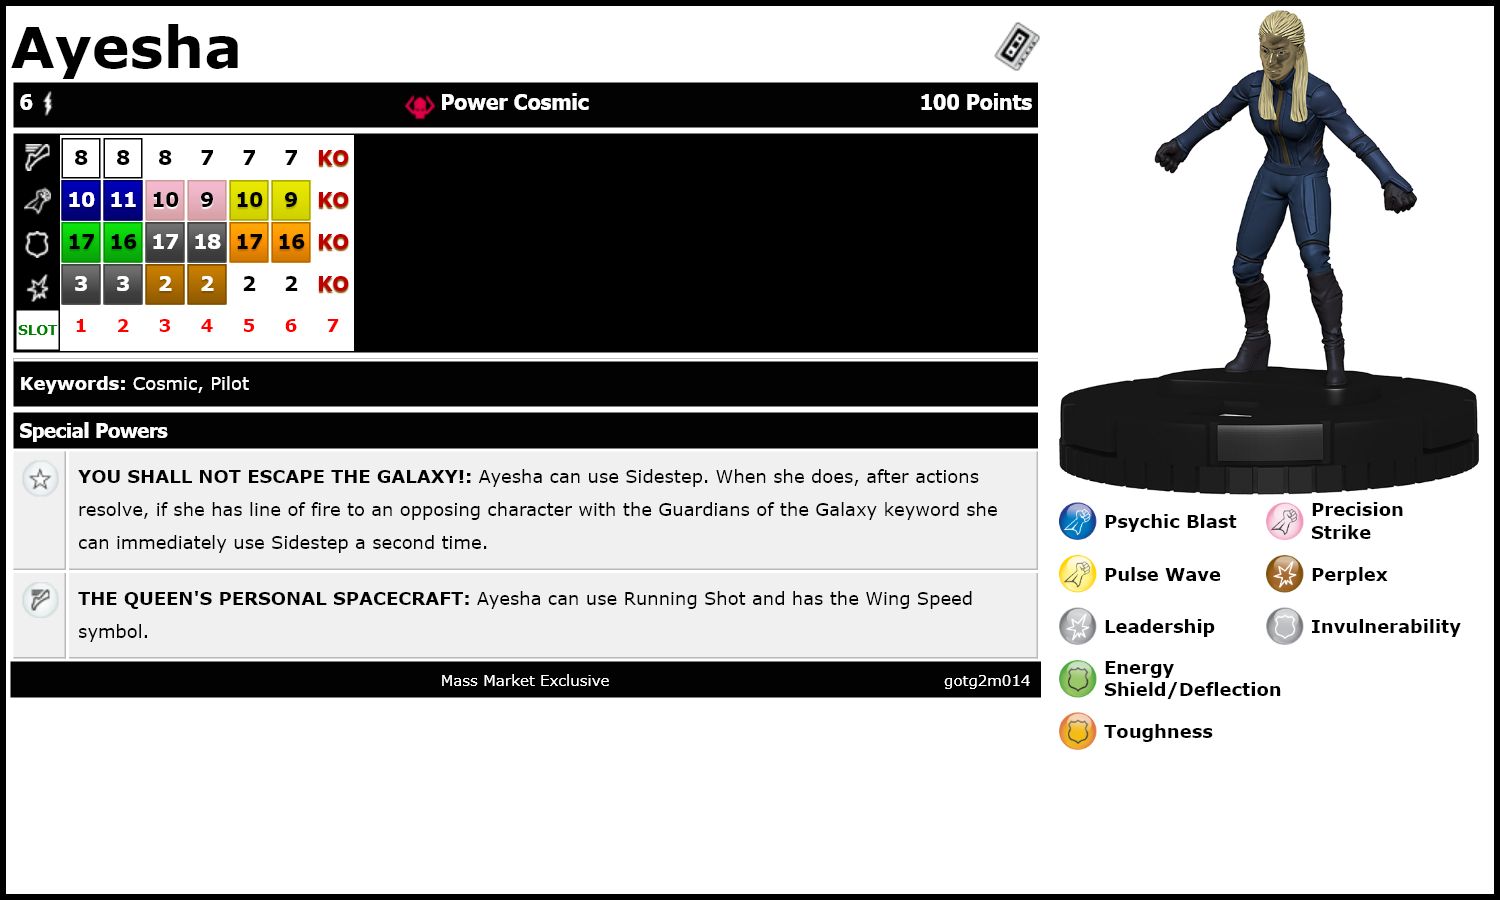 Ayesha
6 Power Cosmic 100 Points
8 8 8 7 7 7 KO
10 11 10 9 10 9 KO
17 16 17 18 17 16 KO
3 3 2 2 2 2 KO
SLOT 1 2 3 4 5 6 7
Keywords: Cosmic, Pilot
Special Powers
YOU SHALL NOT ESCAPE THE GALAXY!: Ayesha can use Sidestep. When she does, after actions
resolve, if she has line of fire to an opposing character with the Guardians of the Galaxy keyword she
can immediately use Sidestep a second time.
THE QUEEN'S PERSONAL SPACECRAFT: Ayesha can use Running Shot and has the Wing Speed
symbol.
Mass Market Exclusive gotg2m014
Psychic Blast
Precision
Strike
Pulse Wave
Perplex
Leadership
Invulnerability
Energy
Shield/Deflection
Toughness